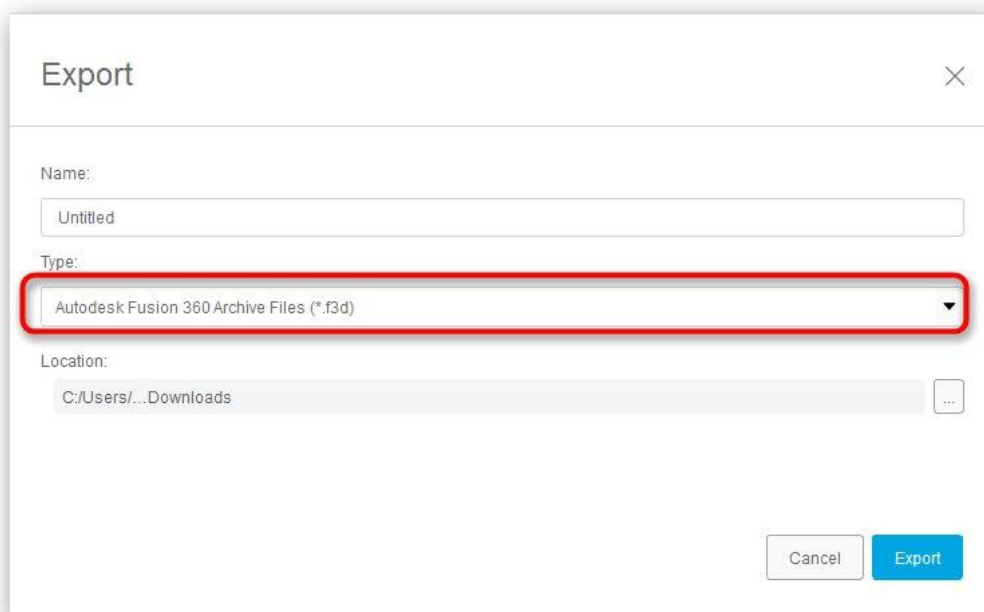 Export
Name:
Untitled
Type:
Autodesk Fusion 360 Archive Files (*.f3d)
Location:
C:/Users/...Downloads
...
Cancel
Export